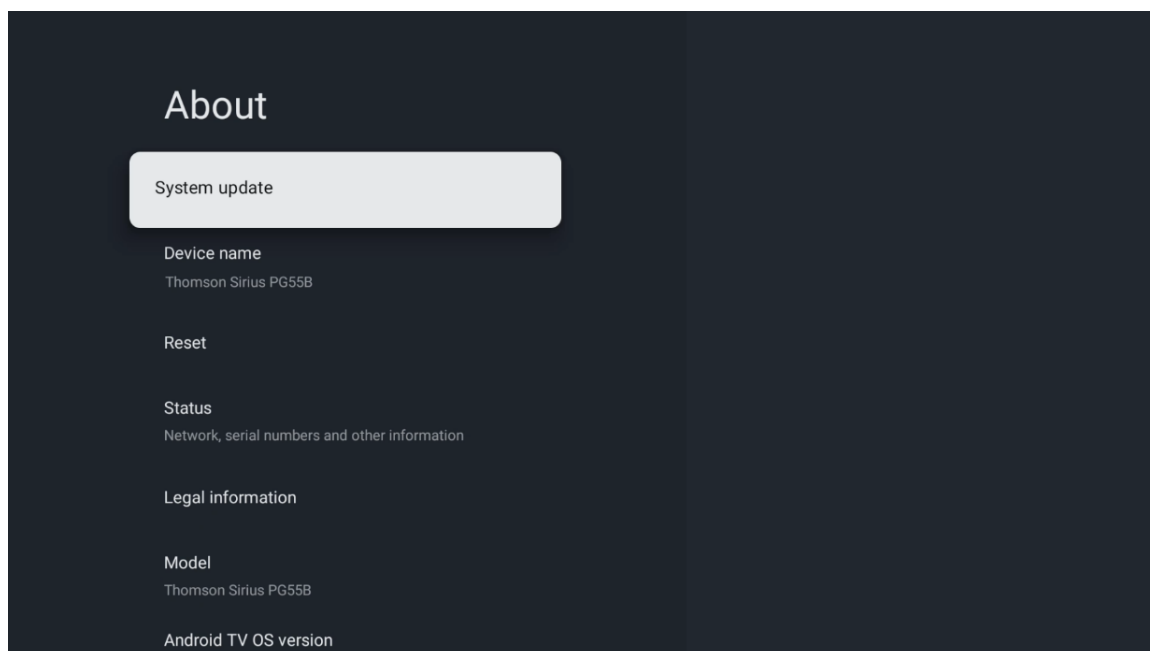 About
System update
Device name
Thomson Sirius PG55B
Reset
Status
Network, serial numbers and other information
Legal information
Model
Thomson Sirius PG55B
Android TV OS version